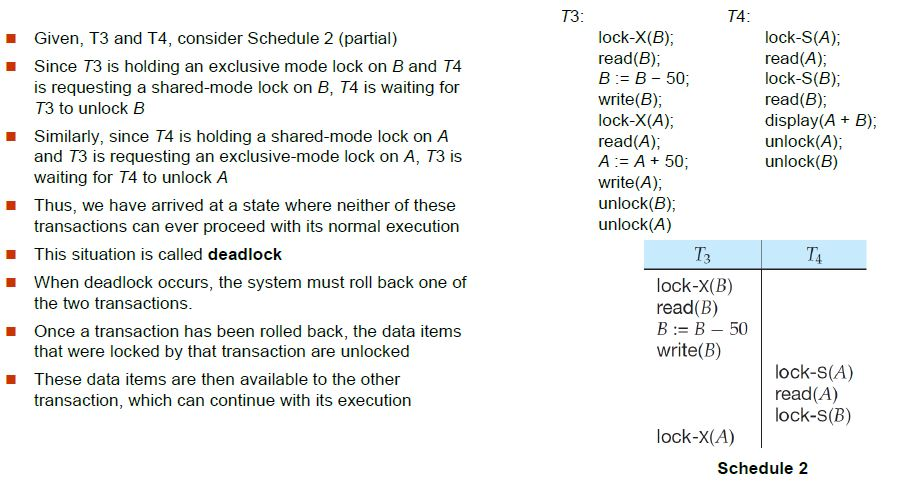 Given, T3 and T4, consider Schedule 2 (partial)
Since T3 is holding an exclusive mode lock on B and T4
is requesting a shared-mode lock on B, T4 is waiting for
T3 to unlock B
Similarly, since T4 is holding a shared-mode lock on A
and T3 is requesting an exclusive-mode lock on A, T3 is
waiting for T4 to unlock A
Thus, we have arrived at a state where neither of these
transactions can ever proceed with its normal execution
This situation is called deadlock
When deadlock occurs, the system must roll back one of
the two transactions.
Once a transaction has been rolled back, the data items
that were locked by that transaction are unlocked
These data items are then available to the other
transaction, which can continue with its execution
T3:
lock-X(B);
read(B);
B := B − 50;
write(B);
lock-X(A);
read(A);
A := A + 50;
write(A);
unlock(B);
unlock(A)
T4:
lock-S(A);
read(A);
lock-S(B);
read(B);
display(A + B);
unlock(A);
unlock(B)
T3 T4
lock-X(B)
read(B)
B := B − 50
write(B)
lock-S(A)
read(A)
lock-S(B)
lock-X(A)
Schedule 2